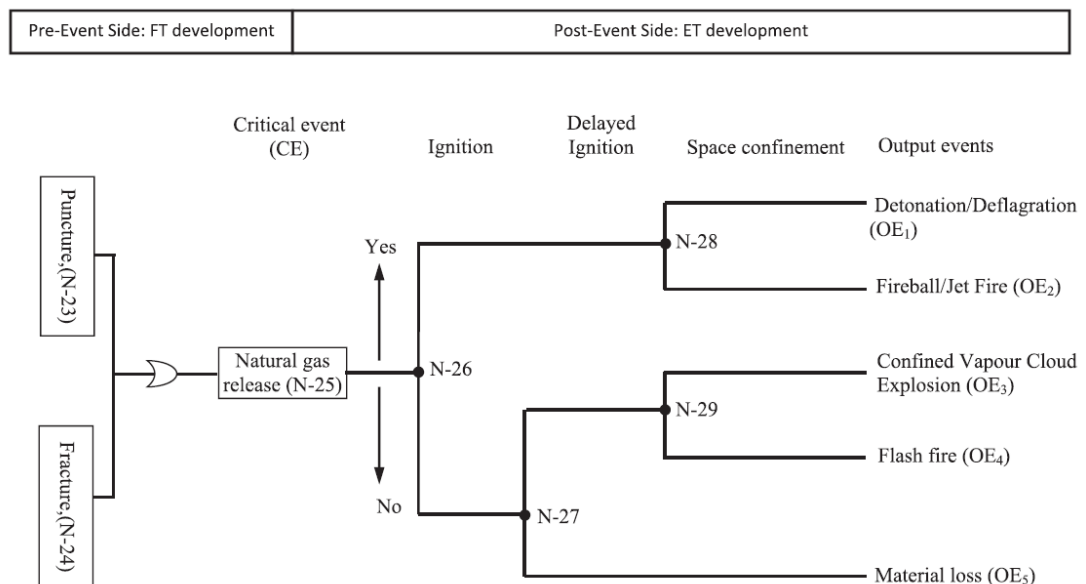 Pre-Event Side: FT development
Post-Event Side: ET development
Critical event
(CE)
Ignition
Delayed
Ignition
Space confinement
Output events
Puncture,(N-23)
Fracture,(N-24)
Natural gas
release (N-25)
Yes
No
N-26
N-27
N-28
N-29
Detonation/Deflagration
(OE₁)
Fireball/Jet Fire (OE₂)
Confined Vapour Cloud
Explosion (OE₃)
Flash fire (OE₄)
Material loss (OE₅)